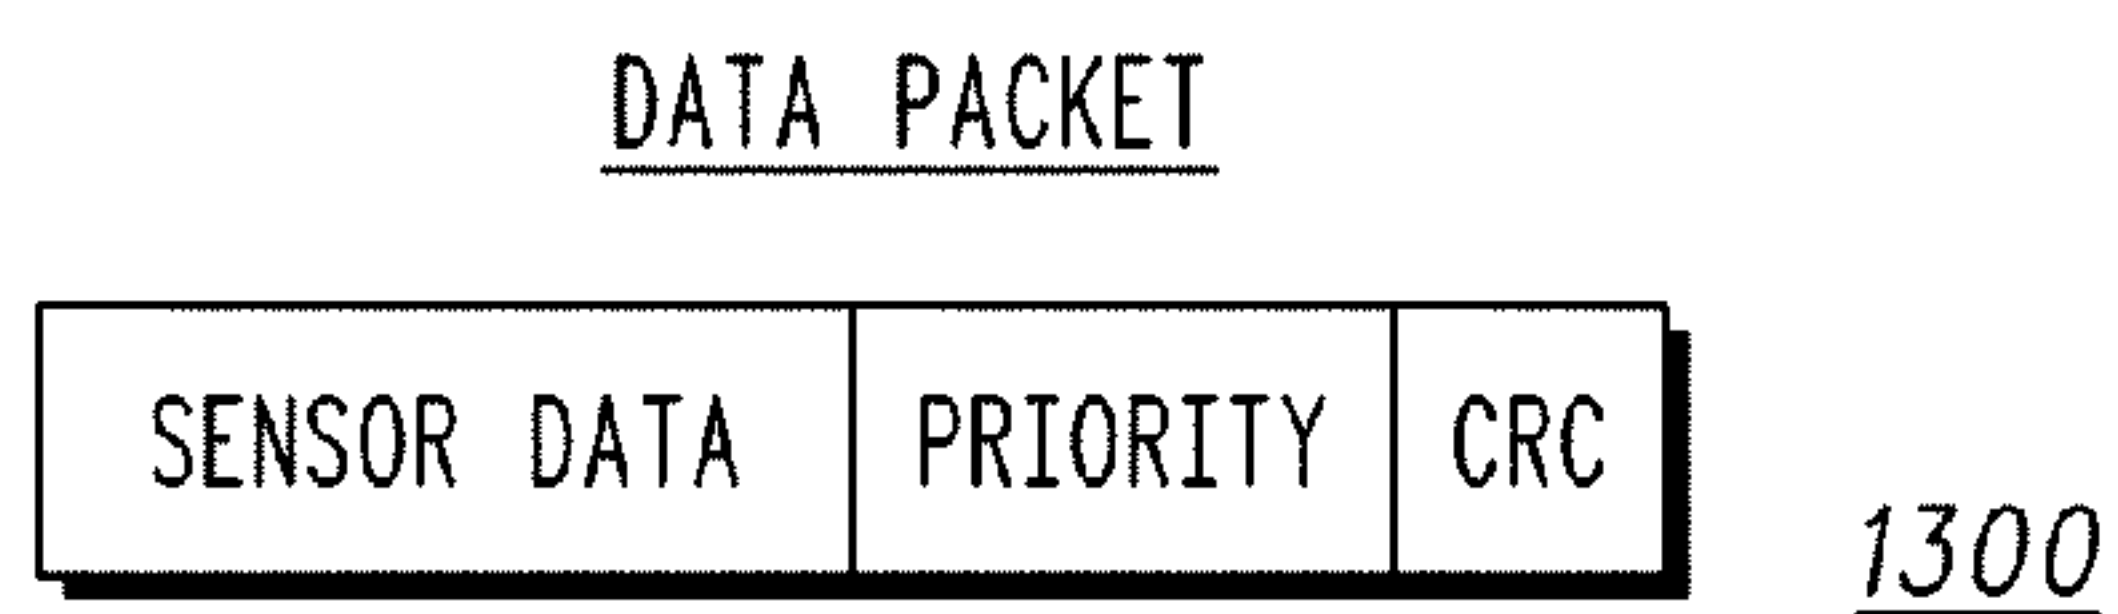 DATA PACKET
SENSOR DATA PRIORITY CRC
1300